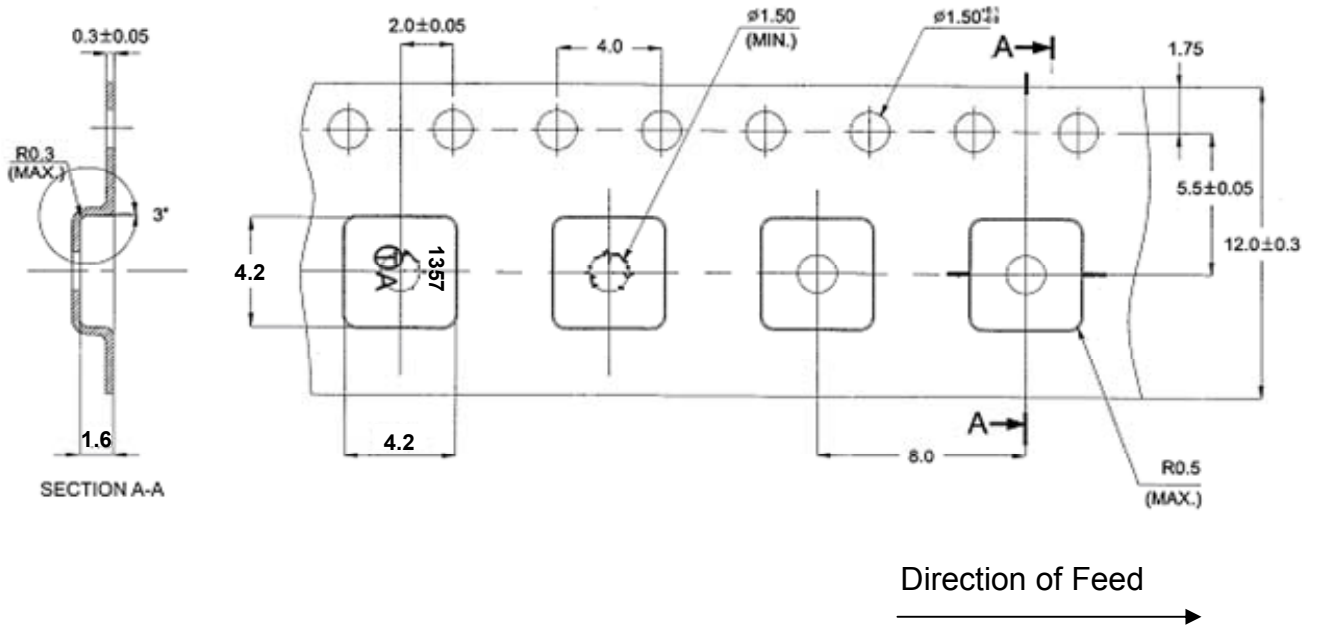 0.3±0.05
2.0±0.05
4.0
ø1.50
(MIN.)
ø1.50
A
1.75
R0.3
(MAX.)
3°
5.5±0.05
12.0±0.3
4.2
T A
1357
1.6
4.2
A
8.0
R0.5
(MAX.)
SECTION A-A
Direction of Feed